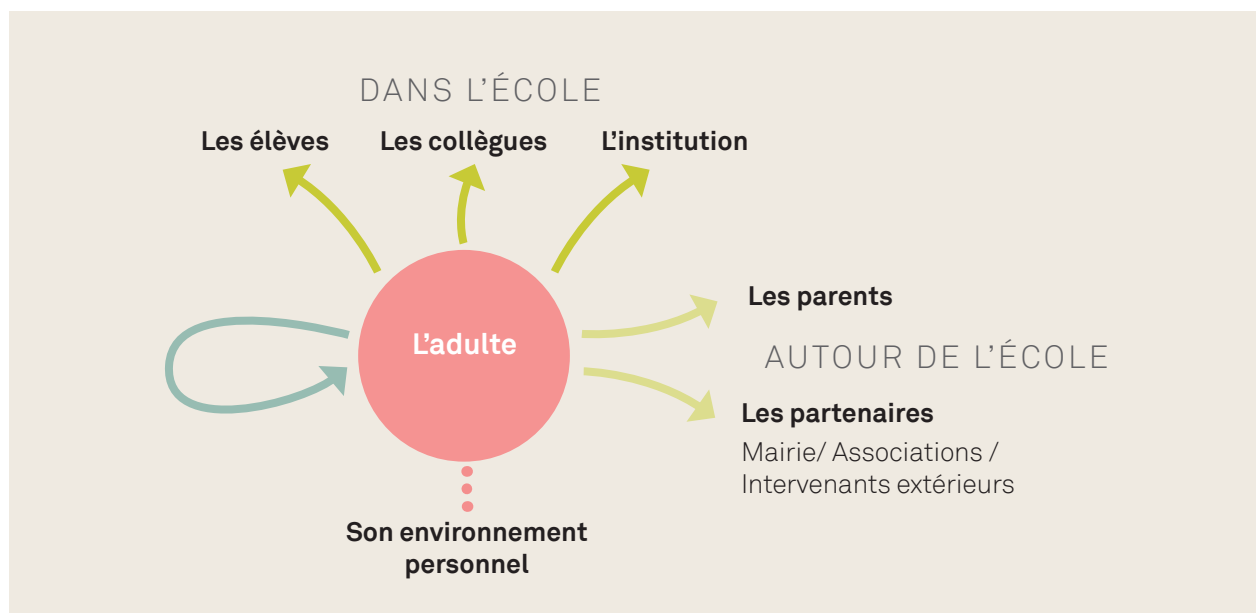 DANS L'ÉCOLE
Les élèves
Les collègues
L'institution
L'adulte
Les parents
AUTOUR DE L'ÉCOLE
Les partenaires
Mairie/ Associations /
Intervenants extérieurs
Son environnement
personnel